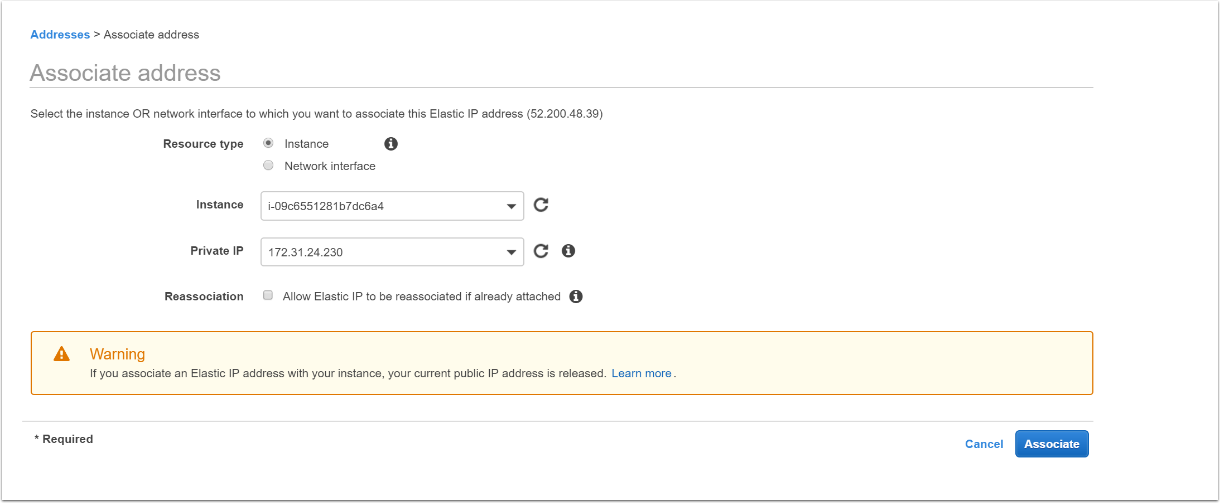 Addresses > Associate address
Associate address
Select the instance OR network interface to which you want to associate this Elastic IP address (52.200.48.39)
Resource type Instance
Network interface
Instance i-09c6551281b7dc6a4
Private IP 172.31.24.230
Reassociation Allow Elastic IP to be reassociated if already attached
Warning
If you associate an Elastic IP address with your instance, your current public IP address is released. Learn more.
* Required Cancel Associate